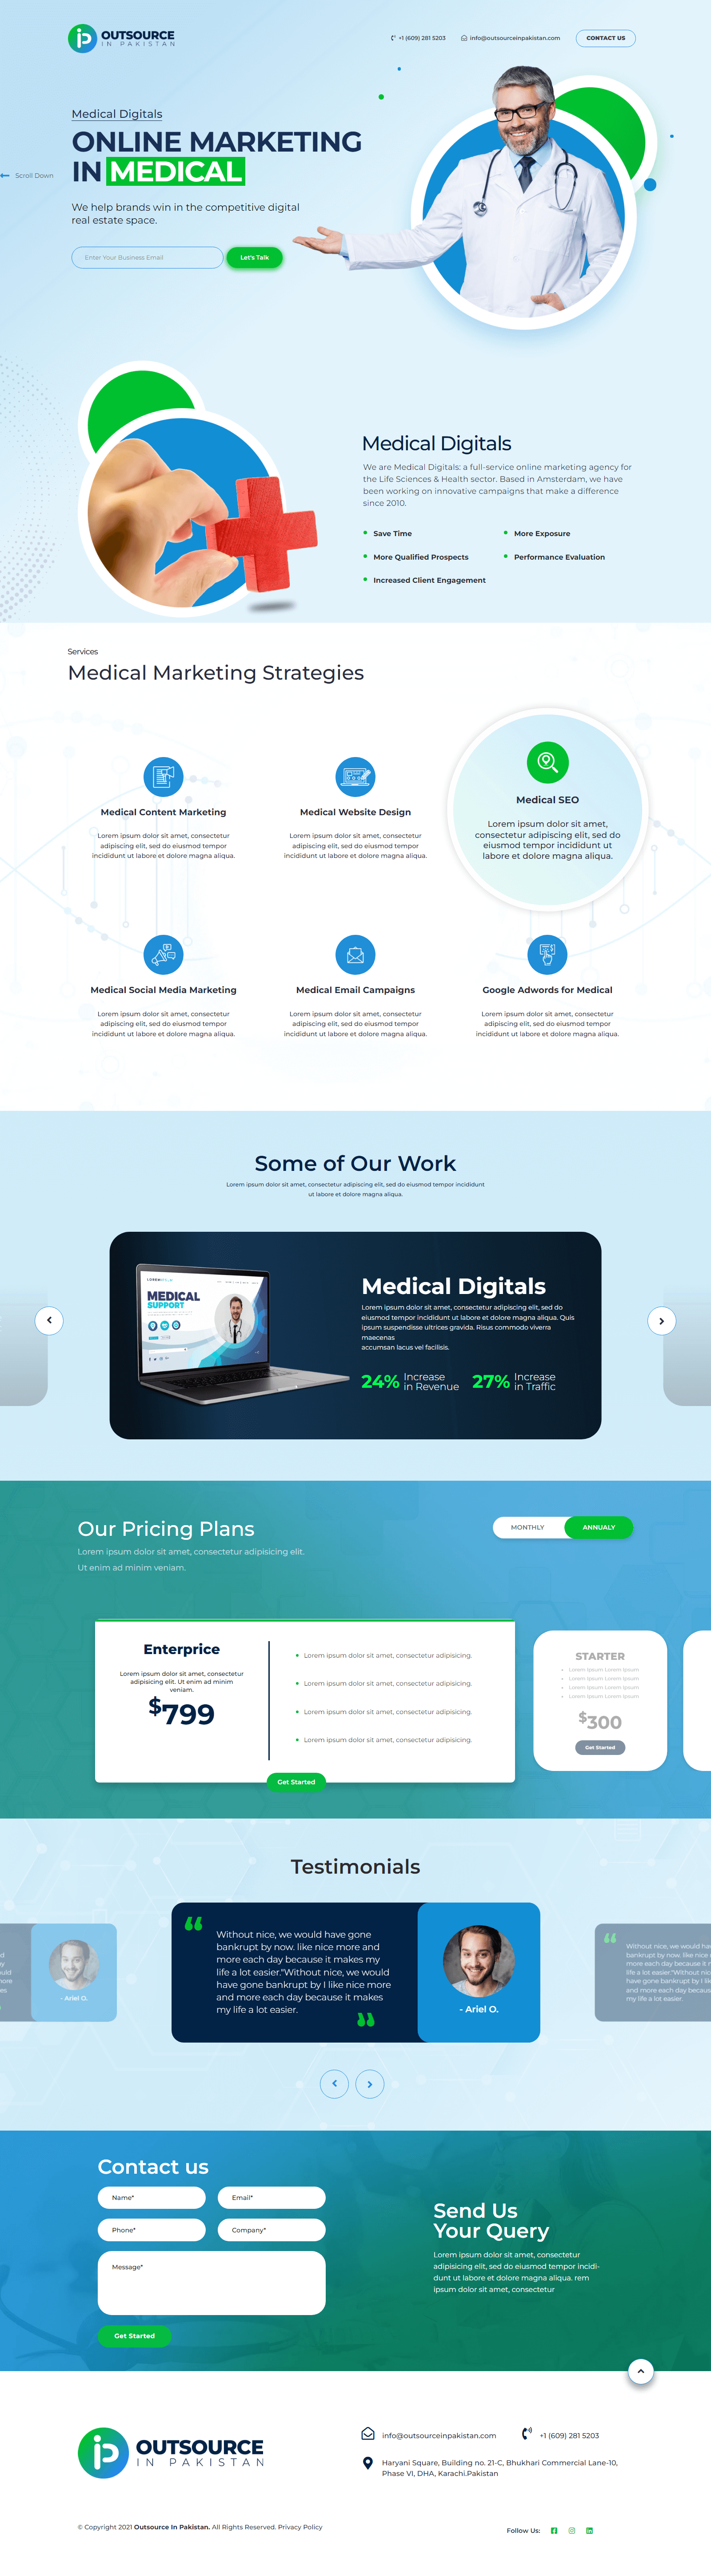 OUTSOURCE
IN PAKISTAN
+1 (609) 281 5203
info@outsourceinpakistan.com
CONTACT US
Medical Digitals
ONLINE MARKETING
IN MEDICAL
Scroll Down
We help brands win in the competitive digital
real estate space.
Enter Your Business Email
Let's Talk
Medical Digitals
We are Medical Digitals: a full-service online marketing agency for
the Life Sciences & Health sector. Based in Amsterdam, we have
been working on innovative campaigns that make a difference
since 2010.
Save Time
More Exposure
More Qualified Prospects
Performance Evaluation
Increased Client Engagement
Services
Medical Marketing Strategies
Medical Content Marketing
Lorem ipsum dolor sit amet, consectetur
adipiscing elit, sed do eiusmod tempor
incididunt ut labore et dolore magna aliqua.
Medical Website Design
Lorem ipsum dolor sit amet, consectetur
adipiscing elit, sed do eiusmod tempor
incididunt ut labore et dolore magna aliqua.
Medical SEO
Lorem ipsum dolor sit amet,
consectetur adipiscing elit, sed do
eiusmod tempor incididunt ut
labore et dolore magna aliqua.
Medical Social Media Marketing
Lorem ipsum dolor sit amet, consectetur
adipiscing elit, sed do eiusmod tempor
incididunt ut labore et dolore magna aliqua.
Medical Email Campaigns
Lorem ipsum dolor sit amet, consectetur
adipiscing elit, sed do eiusmod tempor
incididunt ut labore et dolore magna aliqua.
Google Adwords for Medical
Lorem ipsum dolor sit amet, consectetur
adipiscing elit, sed do eiusmod tempor
incididunt ut labore et dolore magna aliqua.
Some of Our Work
Lorem ipsum dolor sit amet, consectetur adipiscing elit, sed do eiusmod tempor incididunt
ut labore et dolore magna aliqua.
MEDICAL
SUPPORT
Medical Digitals
Lorem ipsum dolor sit amet, consectetur adipiscing elit, sed do
eiusmod tempor incididunt ut labore et dolore magna aliqua. Quis
ipsum suspendisse ultrices gravida. Risus commodo viverra
maecenas
accumsan lacus vel facilisis.
24% Increase
in Revenue
27% Increase
in Traffic
Our Pricing Plans
Lorem ipsum dolor sit amet, consectetur adipisicing elit.
Ut enim ad minim veniam.
MONTHLY
ANNUALY
Enterprice
Lorem ipsum dolor sit amet, consectetur
adipisicing elit. Ut enim ad minim
veniam.
$799
Lorem ipsum dolor sit amet, consectetur adipisicing.
Lorem ipsum dolor sit amet, consectetur adipisicing.
Lorem ipsum dolor sit amet, consectetur adipisicing.
Lorem ipsum dolor sit amet, consectetur adipisicing.
Get Started
STARTER
Lorem Ipsum Lorem Ipsum
Lorem Ipsum Lorem Ipsum
Lorem Ipsum Lorem Ipsum
Lorem Ipsum Lorem Ipsum
$300
Get Started
Testimonials
- Ariel O.
Without nice, we would have gone
bankrupt by now. like nice more and
more each day because it makes my
life a lot easier."Without nice, we would
have gone bankrupt by I like nice more
and more each day because it makes
my life a lot easier.
- Ariel O.
Without nice, we would hav
bankrupt by now. like nice
more each day because it r
life a lot easier."Without nic
have gone bankrupt by I lik
and more each day becaus
my life a lot easier.
Contact us
Name*
Email*
Phone*
Company*
Message*
Get Started
Send Us
Your Query
Lorem ipsum dolor sit amet, consectetur
adipiscing elit, sed do eiusmod tempor incidi-
dunt ut labore et dolore magna aliqua. rem
ipsum dolor sit amet, consectetur
OUTSOURCE
IN PAKISTAN
info@outsourceinpakistan.com
+1 (609) 281 5203
Haryani Square, Building no. 21-C, Bhukhari Commercial Lane-10,
Phase VI, DHA, Karachi.Pakistan
© Copyright 2021 Outsource In Pakistan. All Rights Reserved. Privacy Policy
Follow Us: